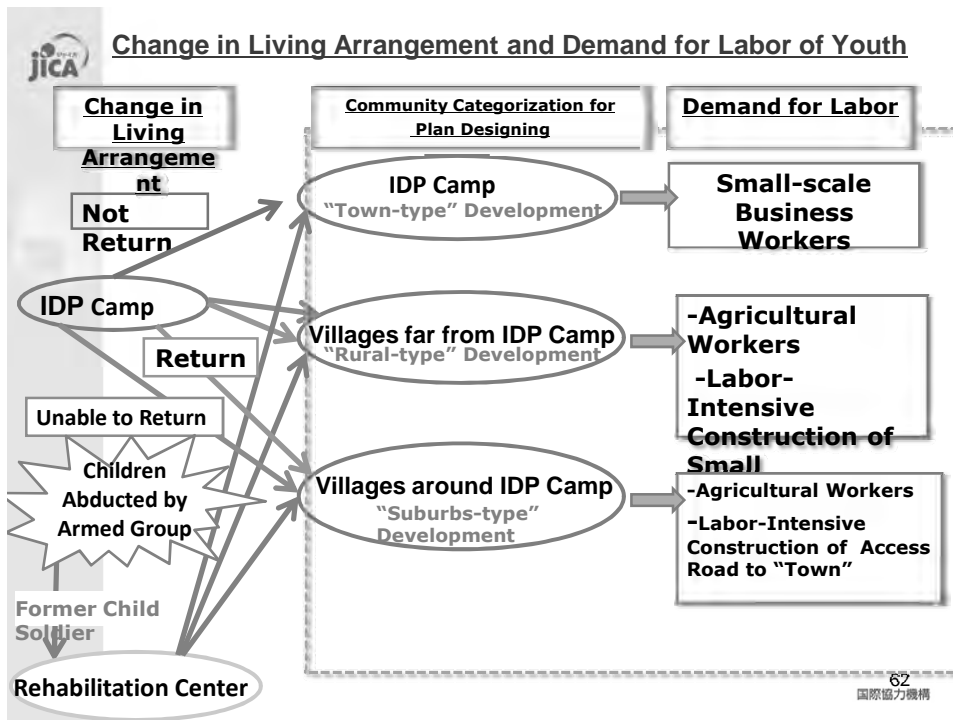 Change in Living Arrangement and Demand for Labor of Youth
JICA
Change in
Living
Arrangeme
nt
Community Categorization for
Plan Designing
Demand for Labor
Not
Return
IDP Camp
"Town-type" Development
Small-scale
Business
Workers
IDP Camp
Return
Villages far from IDP Camp
"Rural-type" Development
-Agricultural
Workers
-Labor-
Intensive
Construction of
Small
Unable to Return
Children
Abducted by
Armed Group
Villages around IDP Camp
"Suburbs-type"
Development
-Agricultural Workers
-Labor-Intensive
Construction of Access
Road to "Town"
Former Child
Soldier
Rehabilitation Center
62
国際協力機構